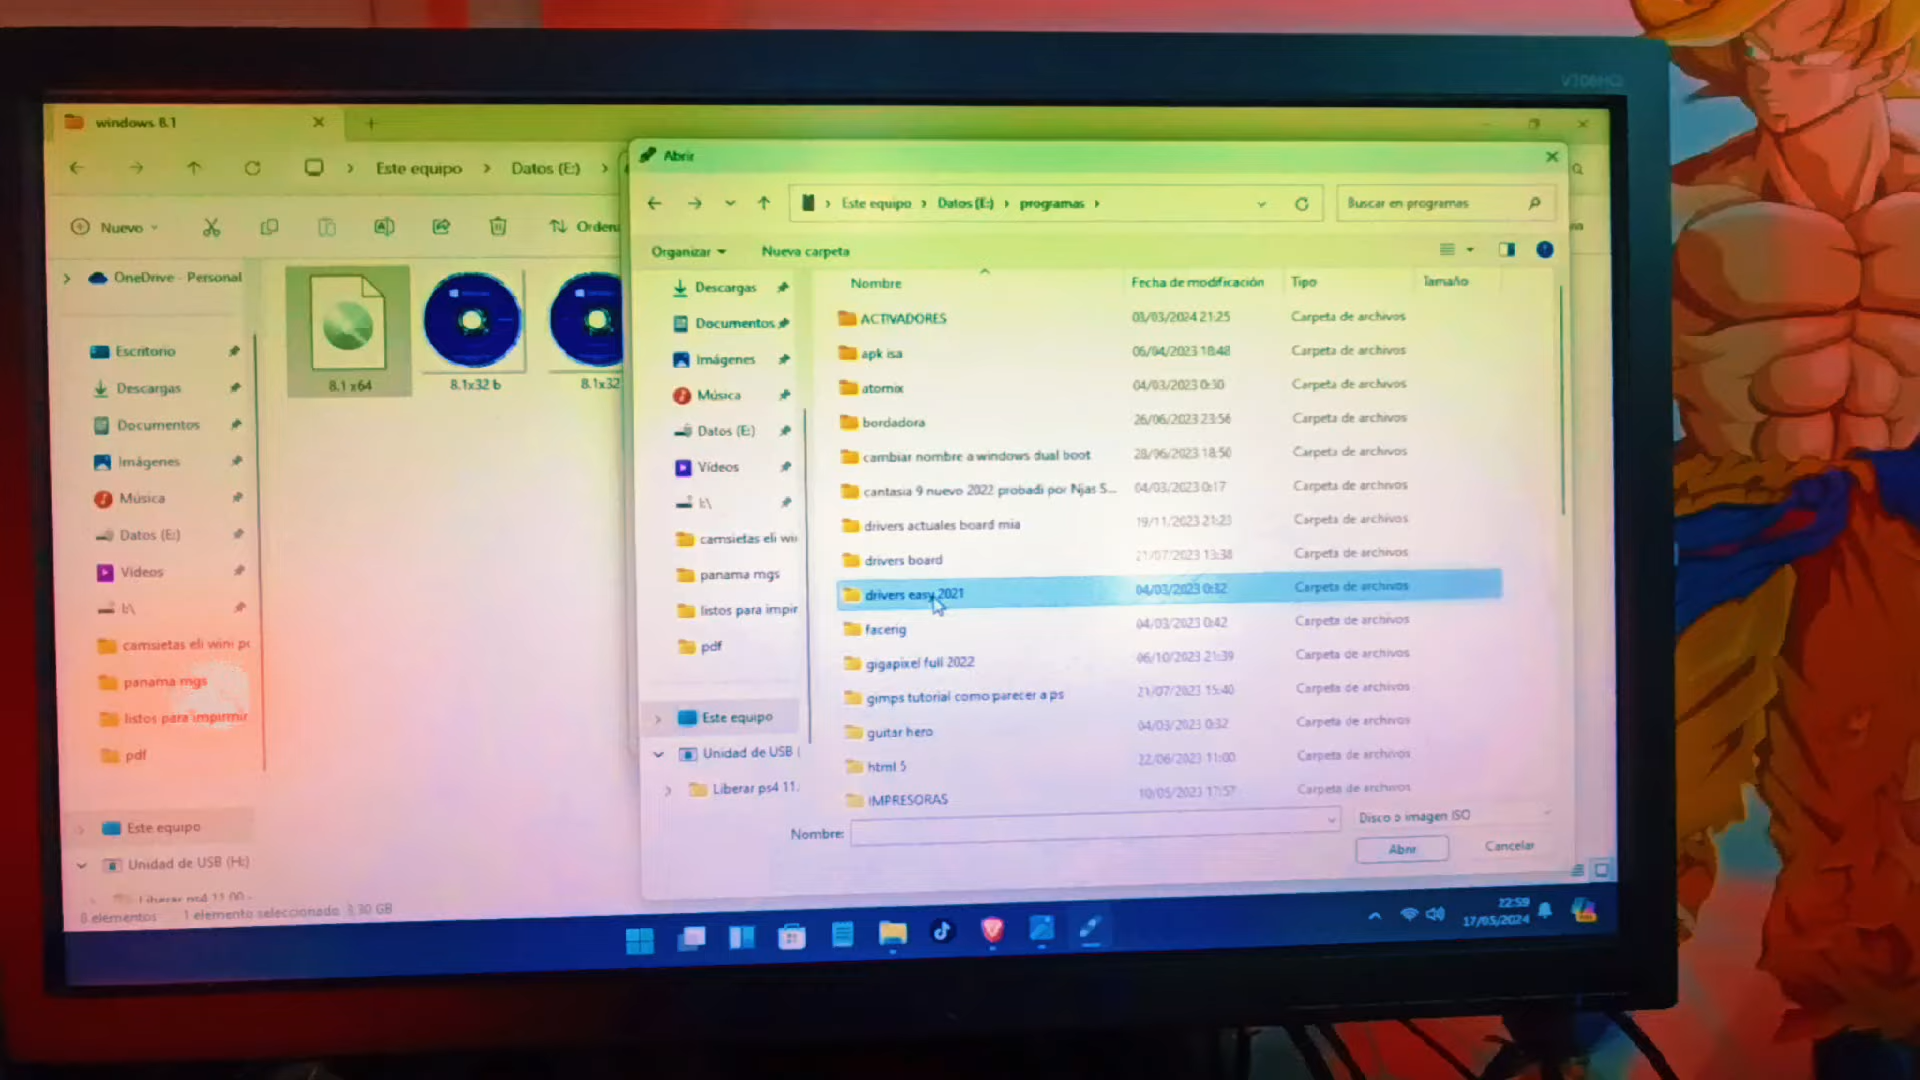 windows 8.1
Este equipo > Datos (E:) >
Nuevo
Orden
OneDrive - Personal
Escritorio
Descargas
Documentos
Imágenes
Música
Datos (E:)
Vídeos
I:\
camsietas eli wini pc
panama mgs
listos para impirmir
pdf
Este equipo
Unidad de USB (H:)
Liberar ps4 11.00 -
8 elementos 1 elemento seleccionado 3,30 GB
8.1 x64
8.1x32 b
8.1x32
Abrir
Este equipo > Datos (E:) > programas >
Buscar en programas
Organizar
Nueva carpeta
Descargas
Documentos
Imágenes
Música
Datos (E:)
Vídeos
I:\
camsietas eli wi
panama mgs
listos para impir
pdf
Este equipo
Unidad de USB (
Liberar ps4 11.
Nombre Fecha de modificación Tipo Tamaño
ACTIVADORES 03/03/2024 21:25 Carpeta de archivos
apk isa 06/04/2023 18:48 Carpeta de archivos
atomix 04/03/2023 0:30 Carpeta de archivos
bordadora 26/06/2023 23:56 Carpeta de archivos
cambiar nombre a windows dual boot 28/06/2023 18:50 Carpeta de archivos
cantasia 9 nuevo 2022 probadi por Njas S... 04/03/2023 0:17 Carpeta de archivos
drivers actuales board mia 19/11/2023 21:23 Carpeta de archivos
drivers board 21/07/2023 13:38 Carpeta de archivos
drivers easy 2021 04/03/2023 0:32 Carpeta de archivos
facerig 04/03/2023 0:42 Carpeta de archivos
gigapixel full 2022 06/10/2023 21:39 Carpeta de archivos
gimps tutorial como parecer a ps 21/07/2023 15:40 Carpeta de archivos
guitar hero 04/03/2023 0:32 Carpeta de archivos
html 5 22/06/2023 11:00 Carpeta de archivos
IMPRESORAS 10/05/2023 17:57 Carpeta de archivos
Nombre:
Disco o imagen ISO
Abrir
Cancelar
22:59
17/05/2024